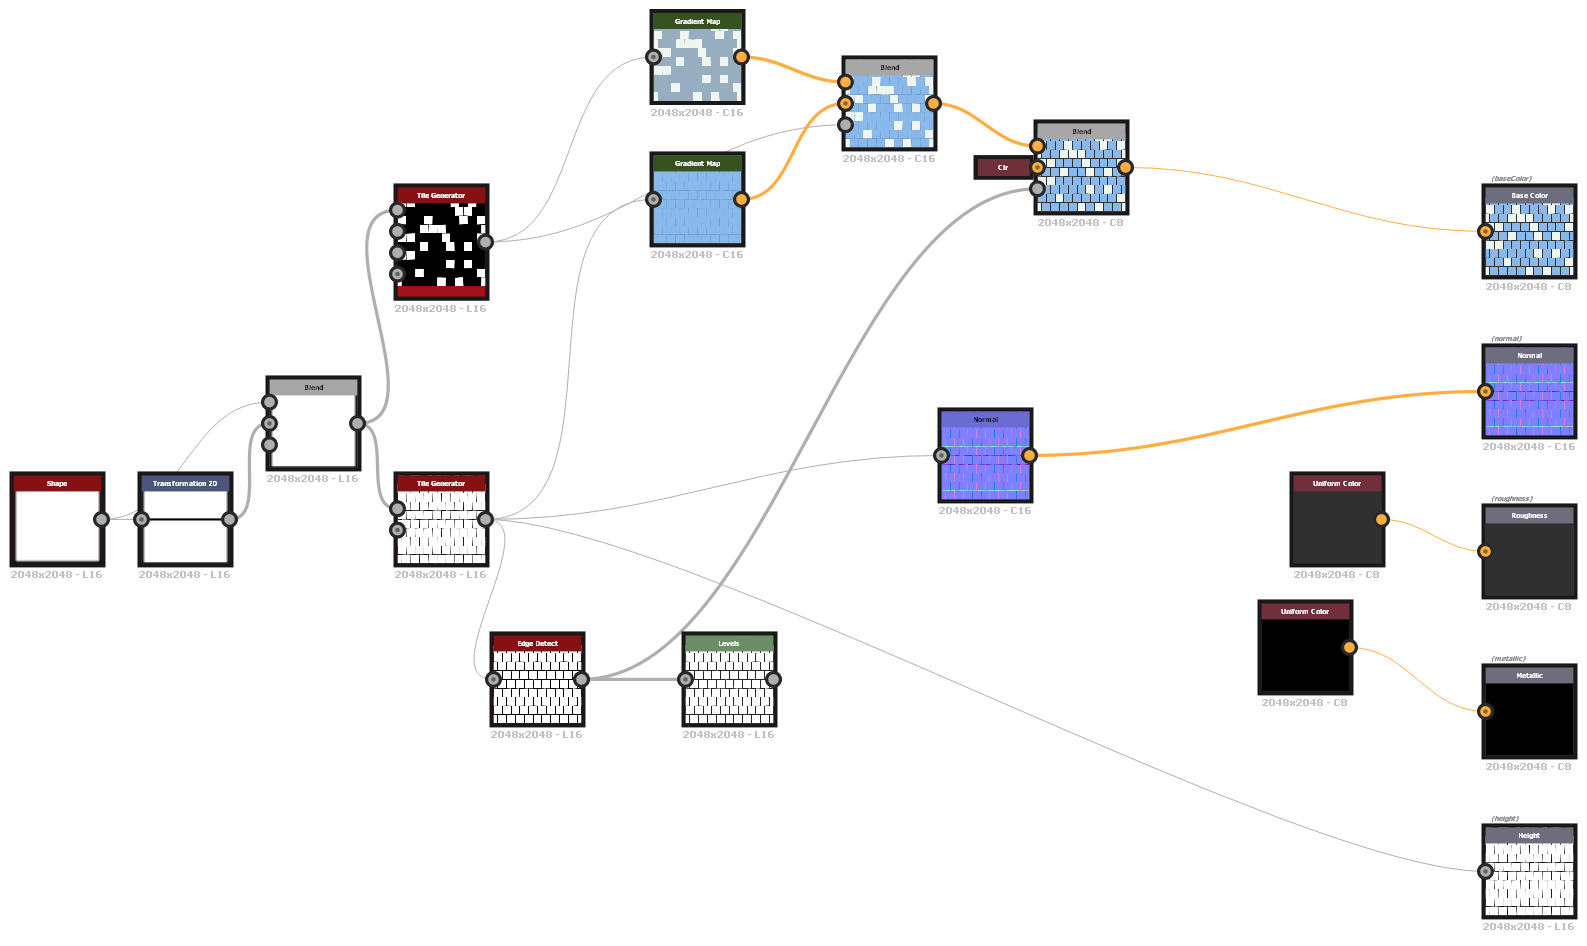 Gradient Map
2048x2048 - C16
Blend
2048x2048 - C16
Gradient Map
2048x2048 - C16
Blend
Clr
2048x2048 - C8
Tile Generator
2048x2048 - L16
(baseColor)
Base Color
2048x2048 - C8
Blend
2048x2048 - L16
(normal)
Normal
2048x2048 - C16
Shape
2048x2048 - L16
Transformation 2D
2048x2048 - L16
Tile Generator
2048x2048 - L16
Normal
2048x2048 - C16
Uniform Color
2048x2048 - C8
(roughness)
Roughness
2048x2048 - C8
Edge Detect
2048x2048 - L16
Levels
2048x2048 - L16
Uniform Color
2048x2048 - C8
(metallic)
Metallic
2048x2048 - C8
(height)
Height
2048x2048 - L16